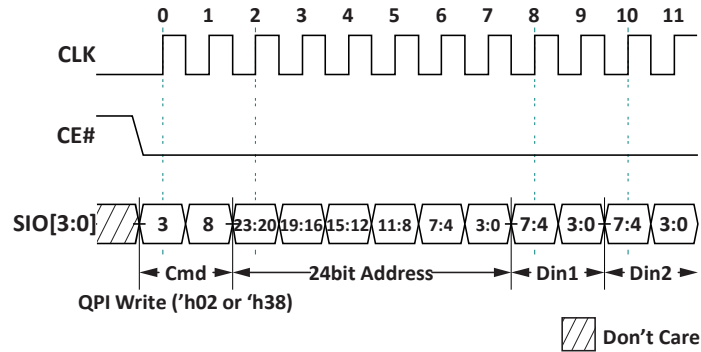 0 1 2 3 4 5 6 7 8 9 10 11
CLK
CE#
SIO[3:0] 3 8 23:20 19:16 15:12 11:8 7:4 3:0 7:4 3:0 7:4 3:0
Cmd 24bit Address Din1 Din2
QPI Write ('h02 or ‘h38)
Don't Care